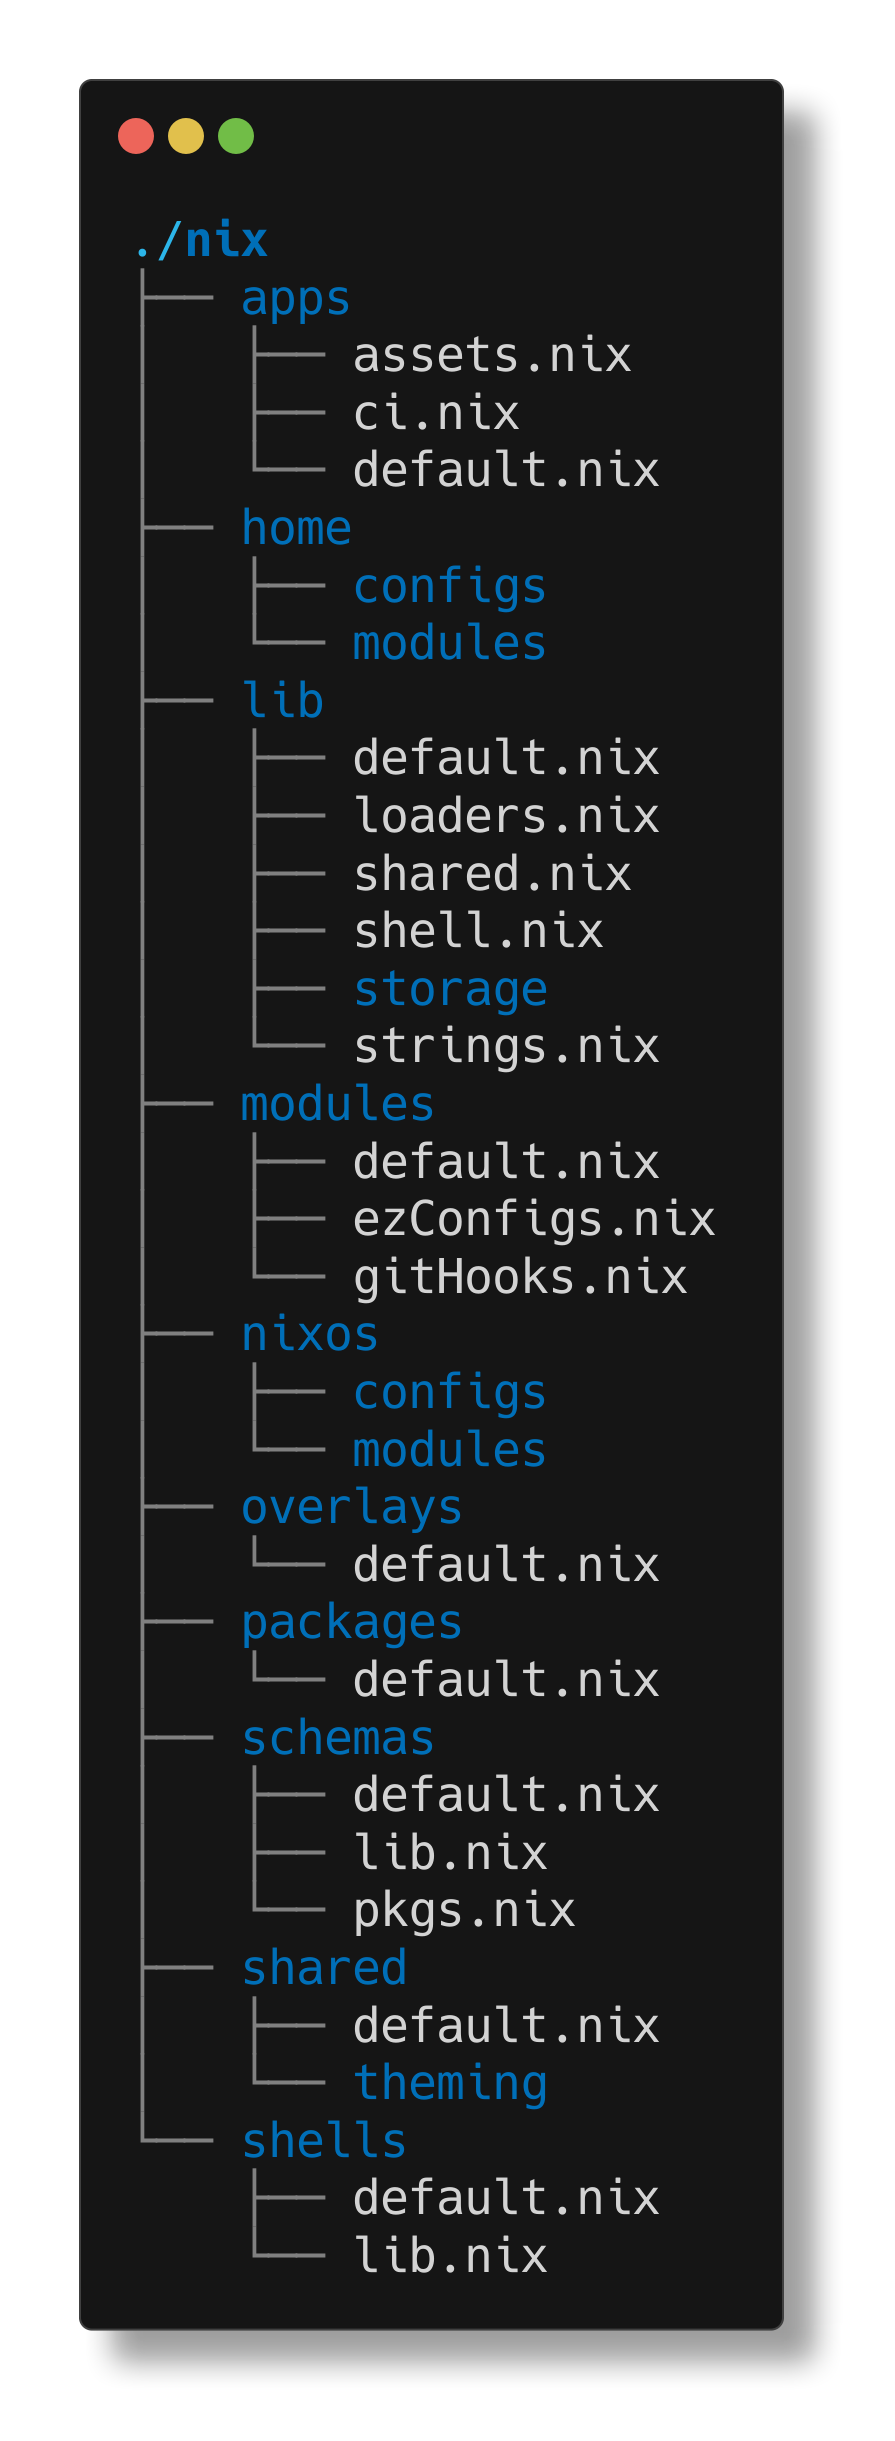 ./nix
├── apps
│   ├── assets.nix
│   ├── ci.nix
│   └── default.nix
├── home
│   ├── configs
│   └── modules
├── lib
│   ├── default.nix
│   ├── loaders.nix
│   ├── shared.nix
│   ├── shell.nix
│   ├── storage
│   └── strings.nix
├── modules
│   ├── default.nix
│   ├── ezConfigs.nix
│   └── gitHooks.nix
├── nixos
│   ├── configs
│   └── modules
├── overlays
│   └── default.nix
├── packages
│   └── default.nix
├── schemas
│   ├── default.nix
│   ├── lib.nix
│   └── pkgs.nix
├── shared
│   ├── default.nix
│   └── theming
└── shells
    ├── default.nix
    └── lib.nix